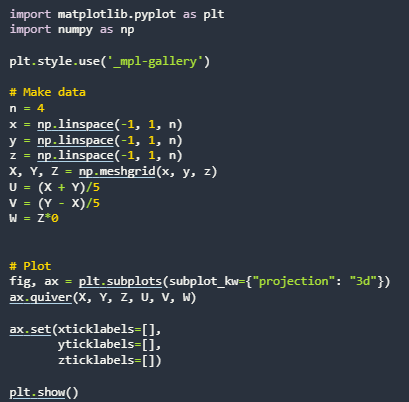 import matplotlib.pyplot as plt
import numpy as np
plt.style.use('_mpl-gallery')
# Make data
n = 4
x = np.linspace(-1, 1, n)
y = np.linspace(-1, 1, n)
z = np.linspace(-1, 1, n)
X, Y, Z = np.meshgrid(x, y, z)
U = (X + Y)/5
V = (Y - X)/5
W = Z*0
# Plot
fig, ax = plt.subplots(subplot_kw={"projection": "3d"})
ax.quiver(X, Y, Z, U, V, W)
ax.set(xticklabels=[],
yticklabels=[],
zticklabels=[])
plt.show()